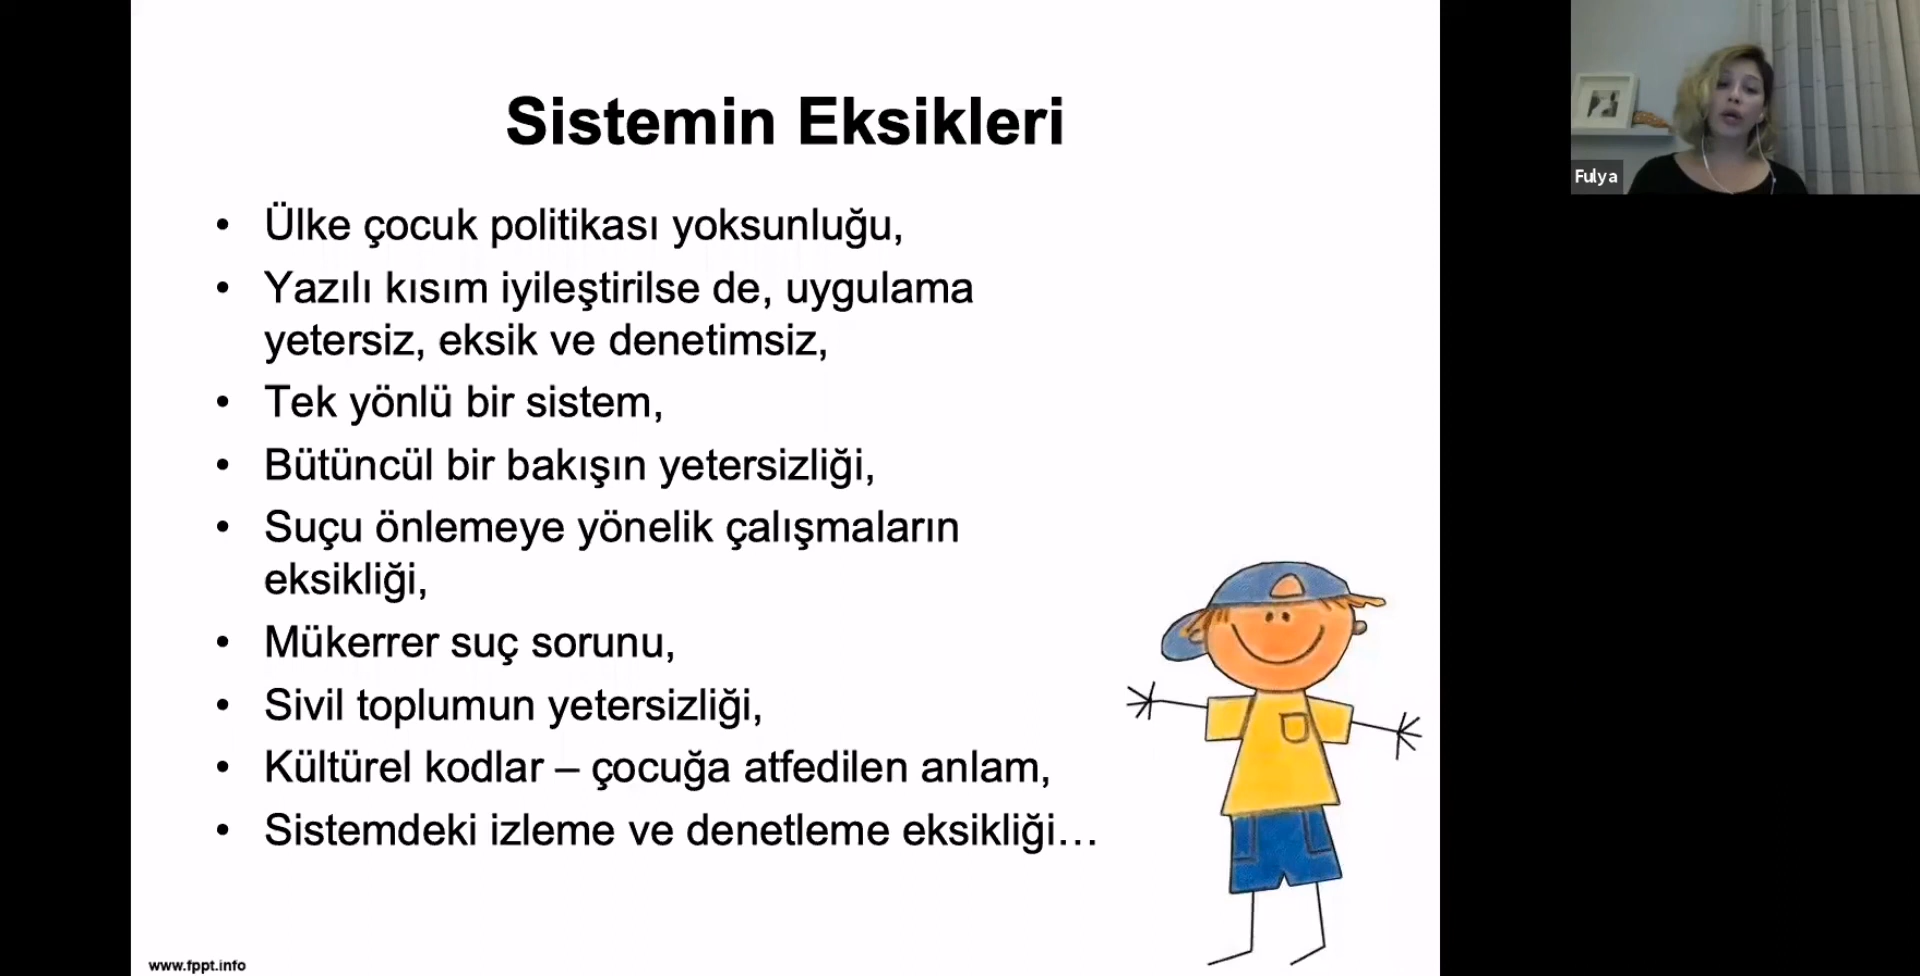 Sistemin Eksikleri
• Ülke çocuk politikası yoksunluğu,
• Yazılı kısım iyileştirilse de, uygulama
yetersiz, eksik ve denetimsiz,
• Tek yönlü bir sistem,
• Bütüncül bir bakışın yetersizliği,
• Suçu önlemeye yönelik çalışmaların
eksikliği,
• Mükerrer suç sorunu,
• Sivil toplumun yetersizliği,
• Kültürel kodlar – çocuğa atfedilen anlam,
• Sistemdeki izleme ve denetleme eksikliği…
www.fppt.info
Fulya